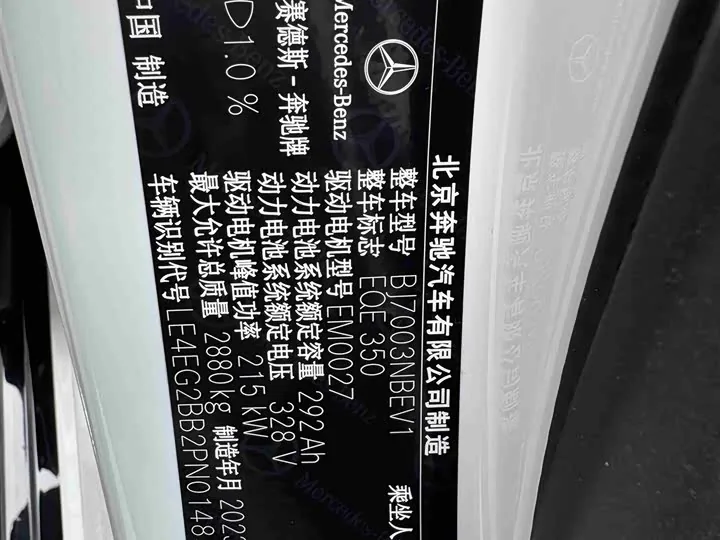 北京奔驰汽车有限公司制造
Mercedes-Benz
梅赛德斯-奔驰牌
D 1.0 %
中国 制造
整车型号 BJ7003NBEV1 乘坐人
整车标志 EQE 350
驱动电机型号 EM0027
动力电池系统额定容量 292Ah
动力电池系统额定电压 328 V
驱动电机峰值功率 215 kW
最大允许总质量 2880kg 制造年月 2023
车辆识别代号 LE4EG2BB2PN0148